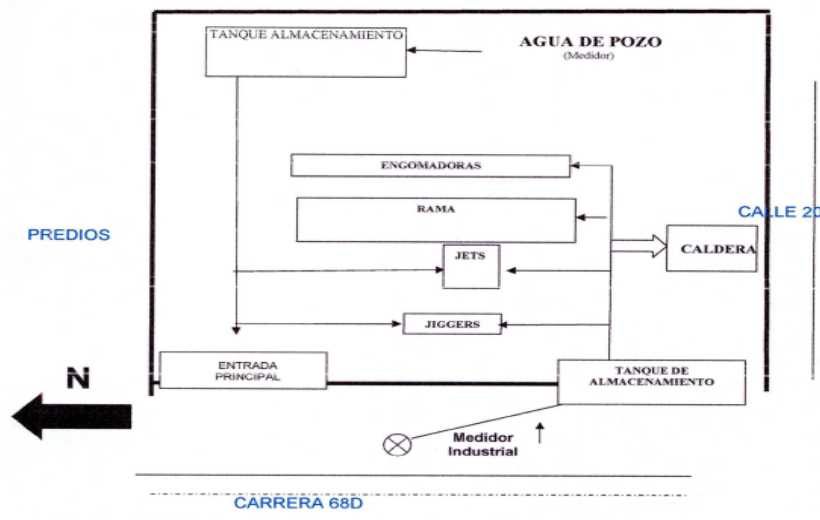 TANQUE ALMACENAMIENTO
AGUA DE POZO
(Medidor)
ENGOMADORAS
RAMA
CALLE 20
PREDIOS
JETS
CALDERA
JIGGERS
N
ENTRADA
PRINCIPAL
TANQUE DE
ALMACENAMIENTO
Medidor
Industrial
CARRERA 68D